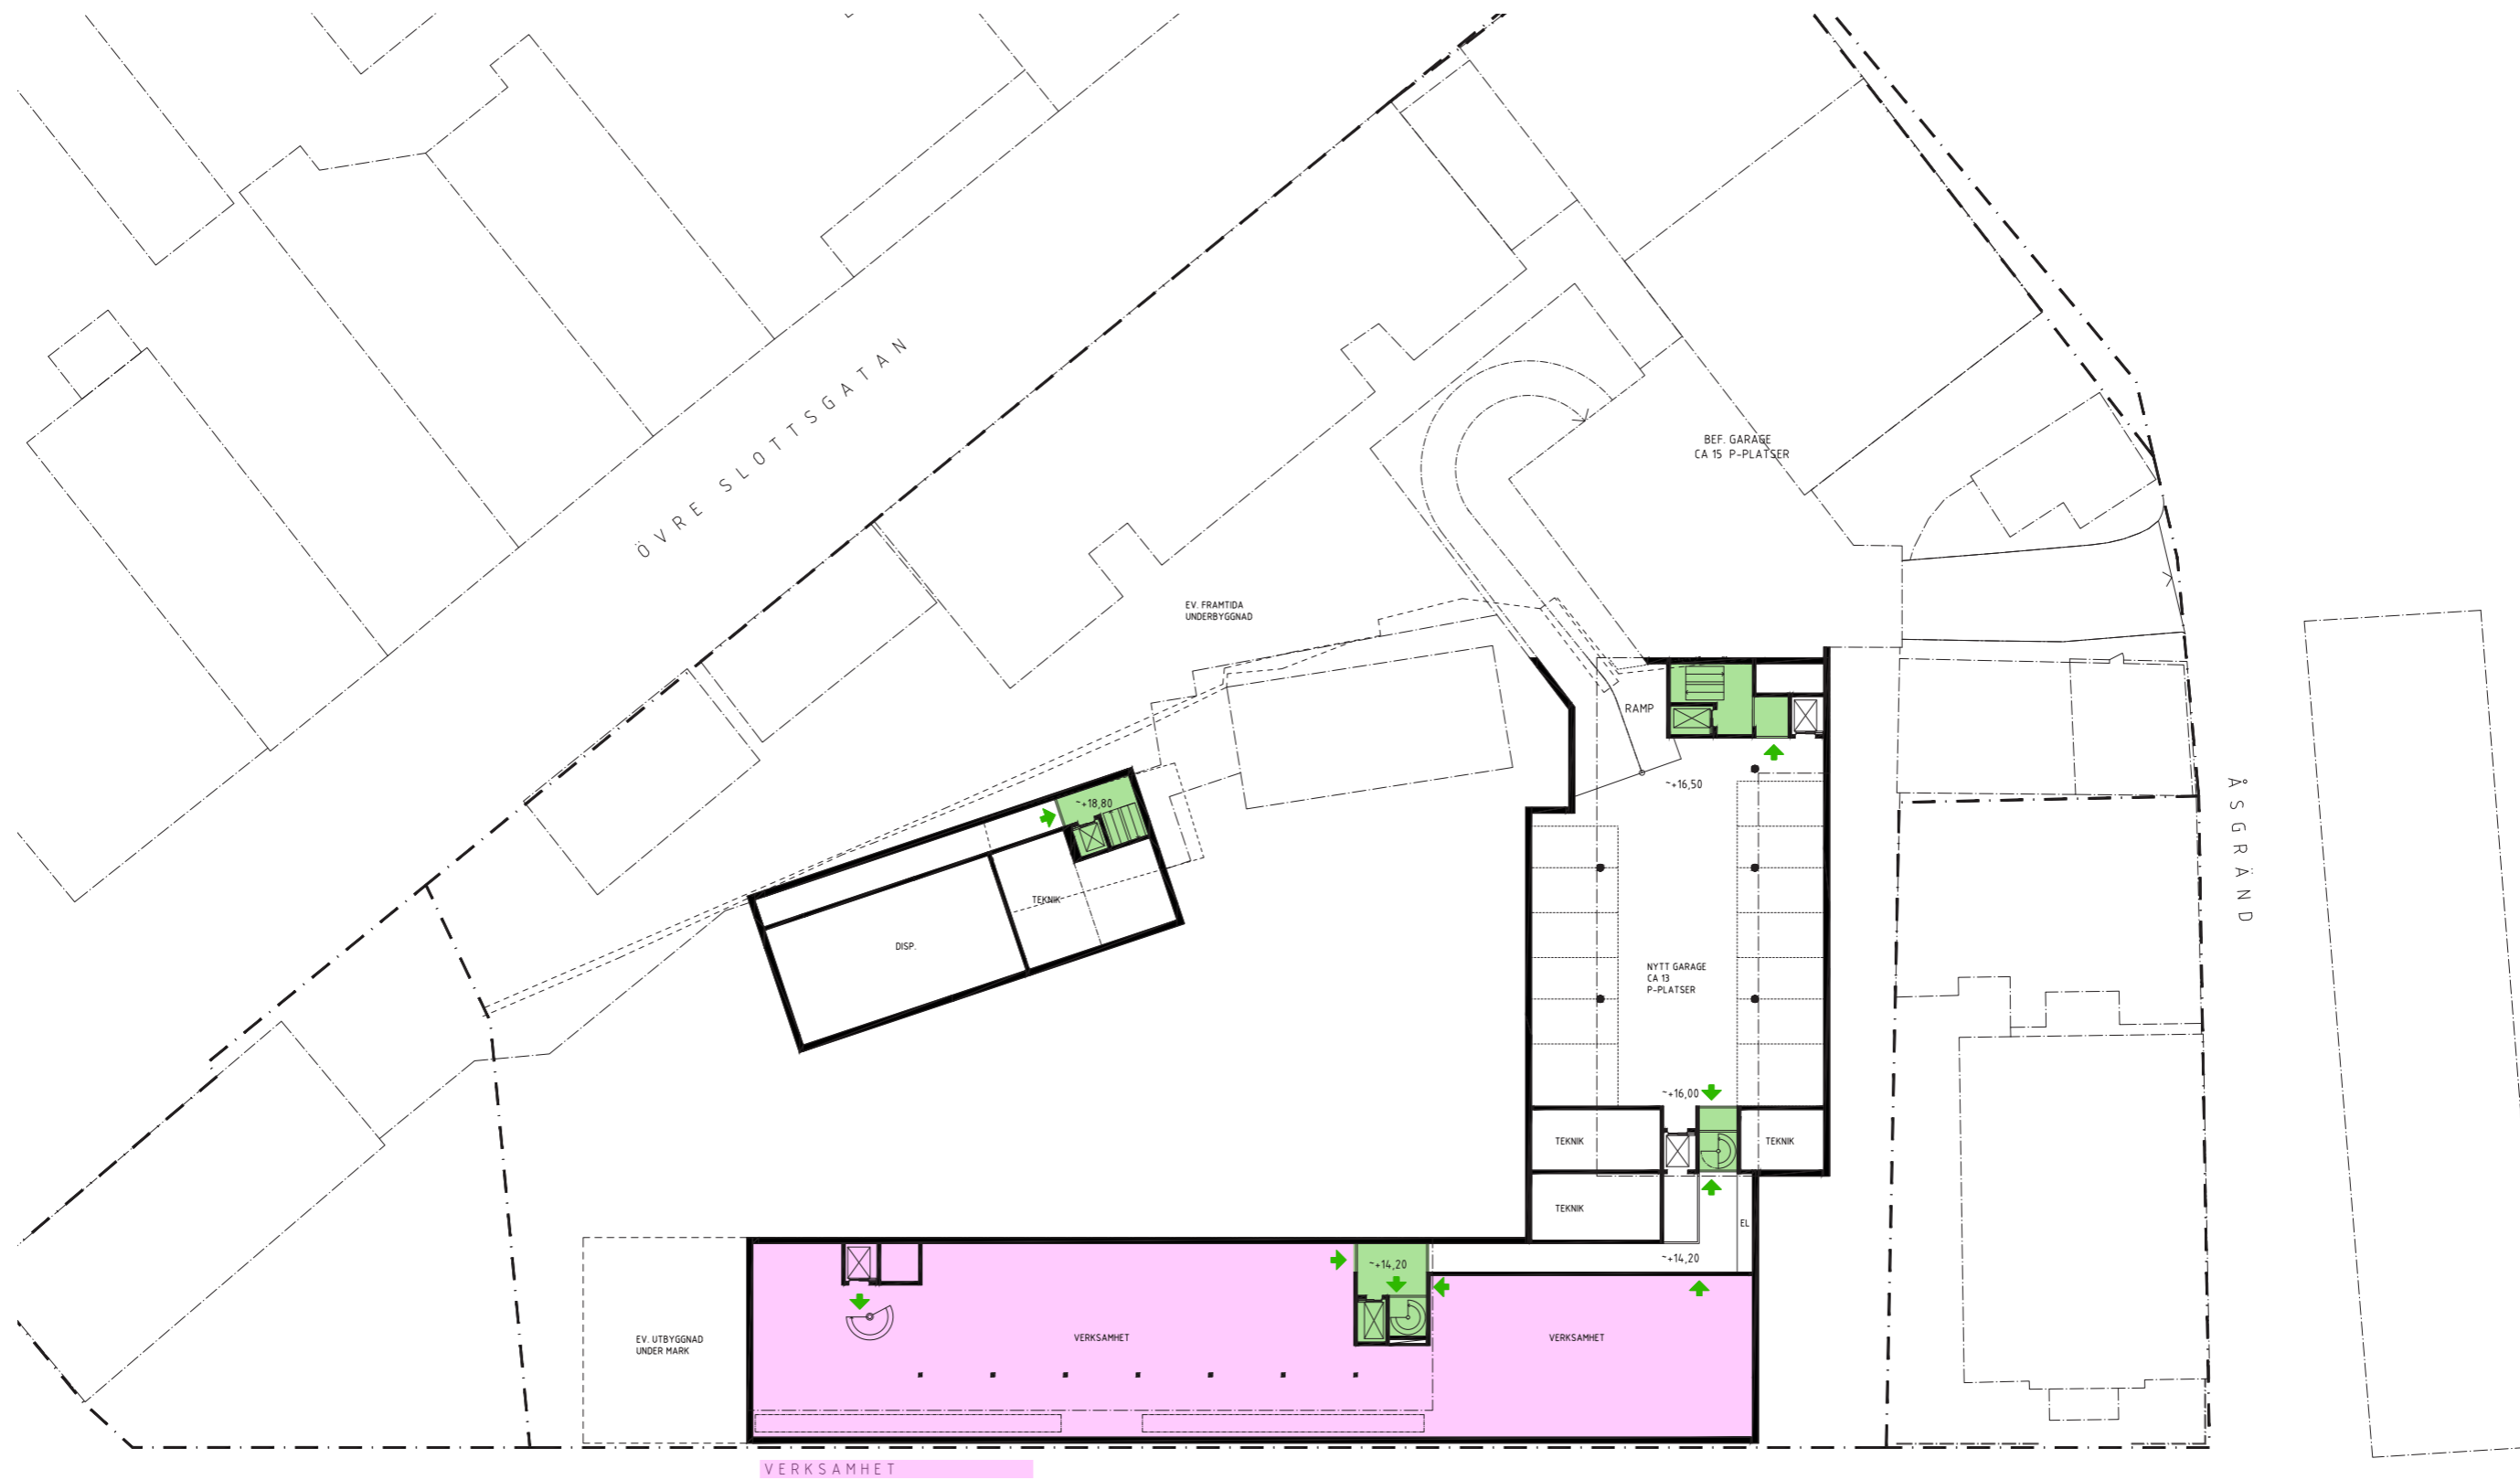 ÖVRE SLOTTSGATAN
BEF. GARAGE
CA 15 P-PLATSER
EV. FRAMTIDA
UNDERBYGGNAD
RAMP
~+16,50
~+18,80
TEKNIK
DISP.
ÅSGRÄND
NYTT GARAGE
CA 13
P-PLATSER
~+16,00
TEKNIK
TEKNIK
TEKNIK
EL
~+14,20
~+14,20
EV. UTBYGGNAD
UNDER MARK
VERKSAMHET
VERKSAMHET
VERKSAMHET